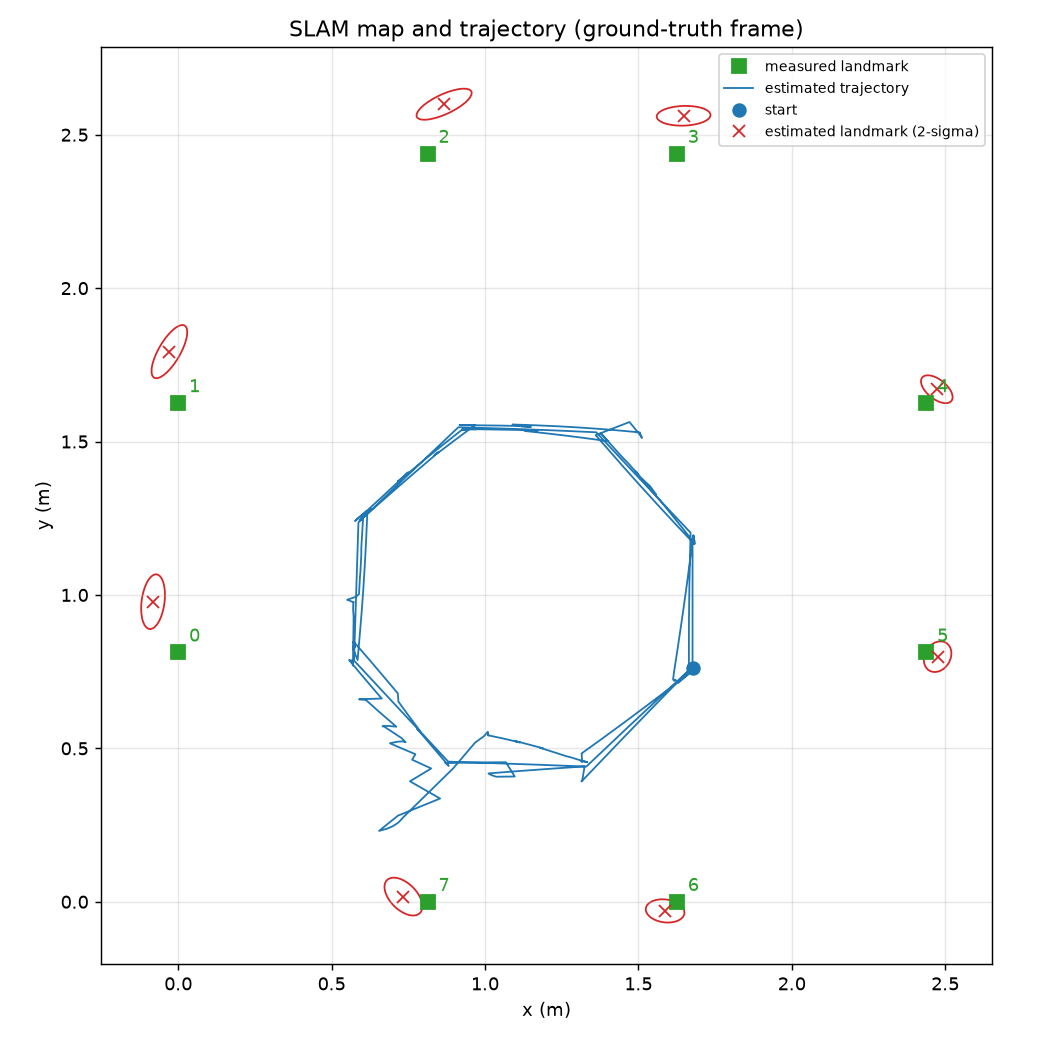 SLAM map and trajectory (ground-truth frame)
measured landmark
estimated trajectory
start
estimated landmark (2-sigma)
2
3
1
4
0
5
7
6
2.5
2.0
1.5
1.0
0.5
0.0
y (m)
0.0 0.5 1.0 1.5 2.0 2.5
x (m)